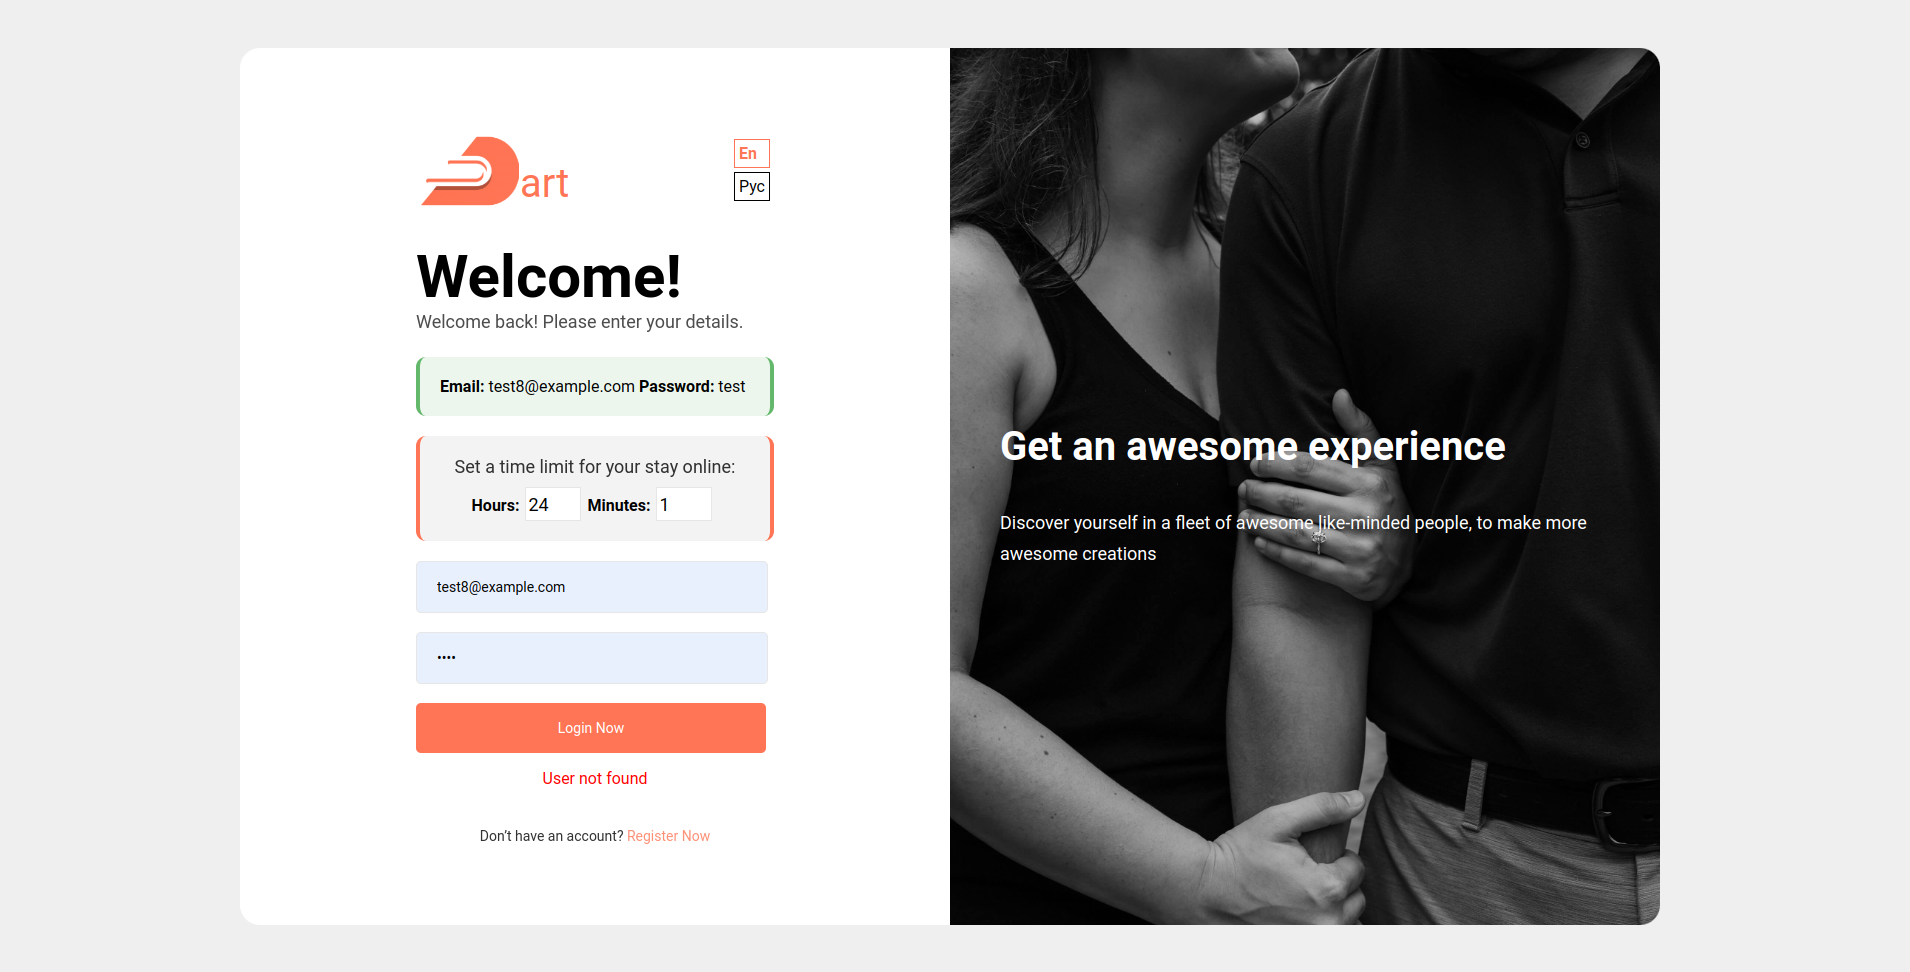 Dart
En
Рус
Welcome!
Welcome back! Please enter your details.
Email: test8@example.com Password: test
Set a time limit for your stay online:
Hours: 24 Minutes: 1
test8@example.com
••••
Login Now
User not found
Don’t have an account? Register Now
Get an awesome experience
Discover yourself in a fleet of awesome like-minded people, to make more
awesome creations